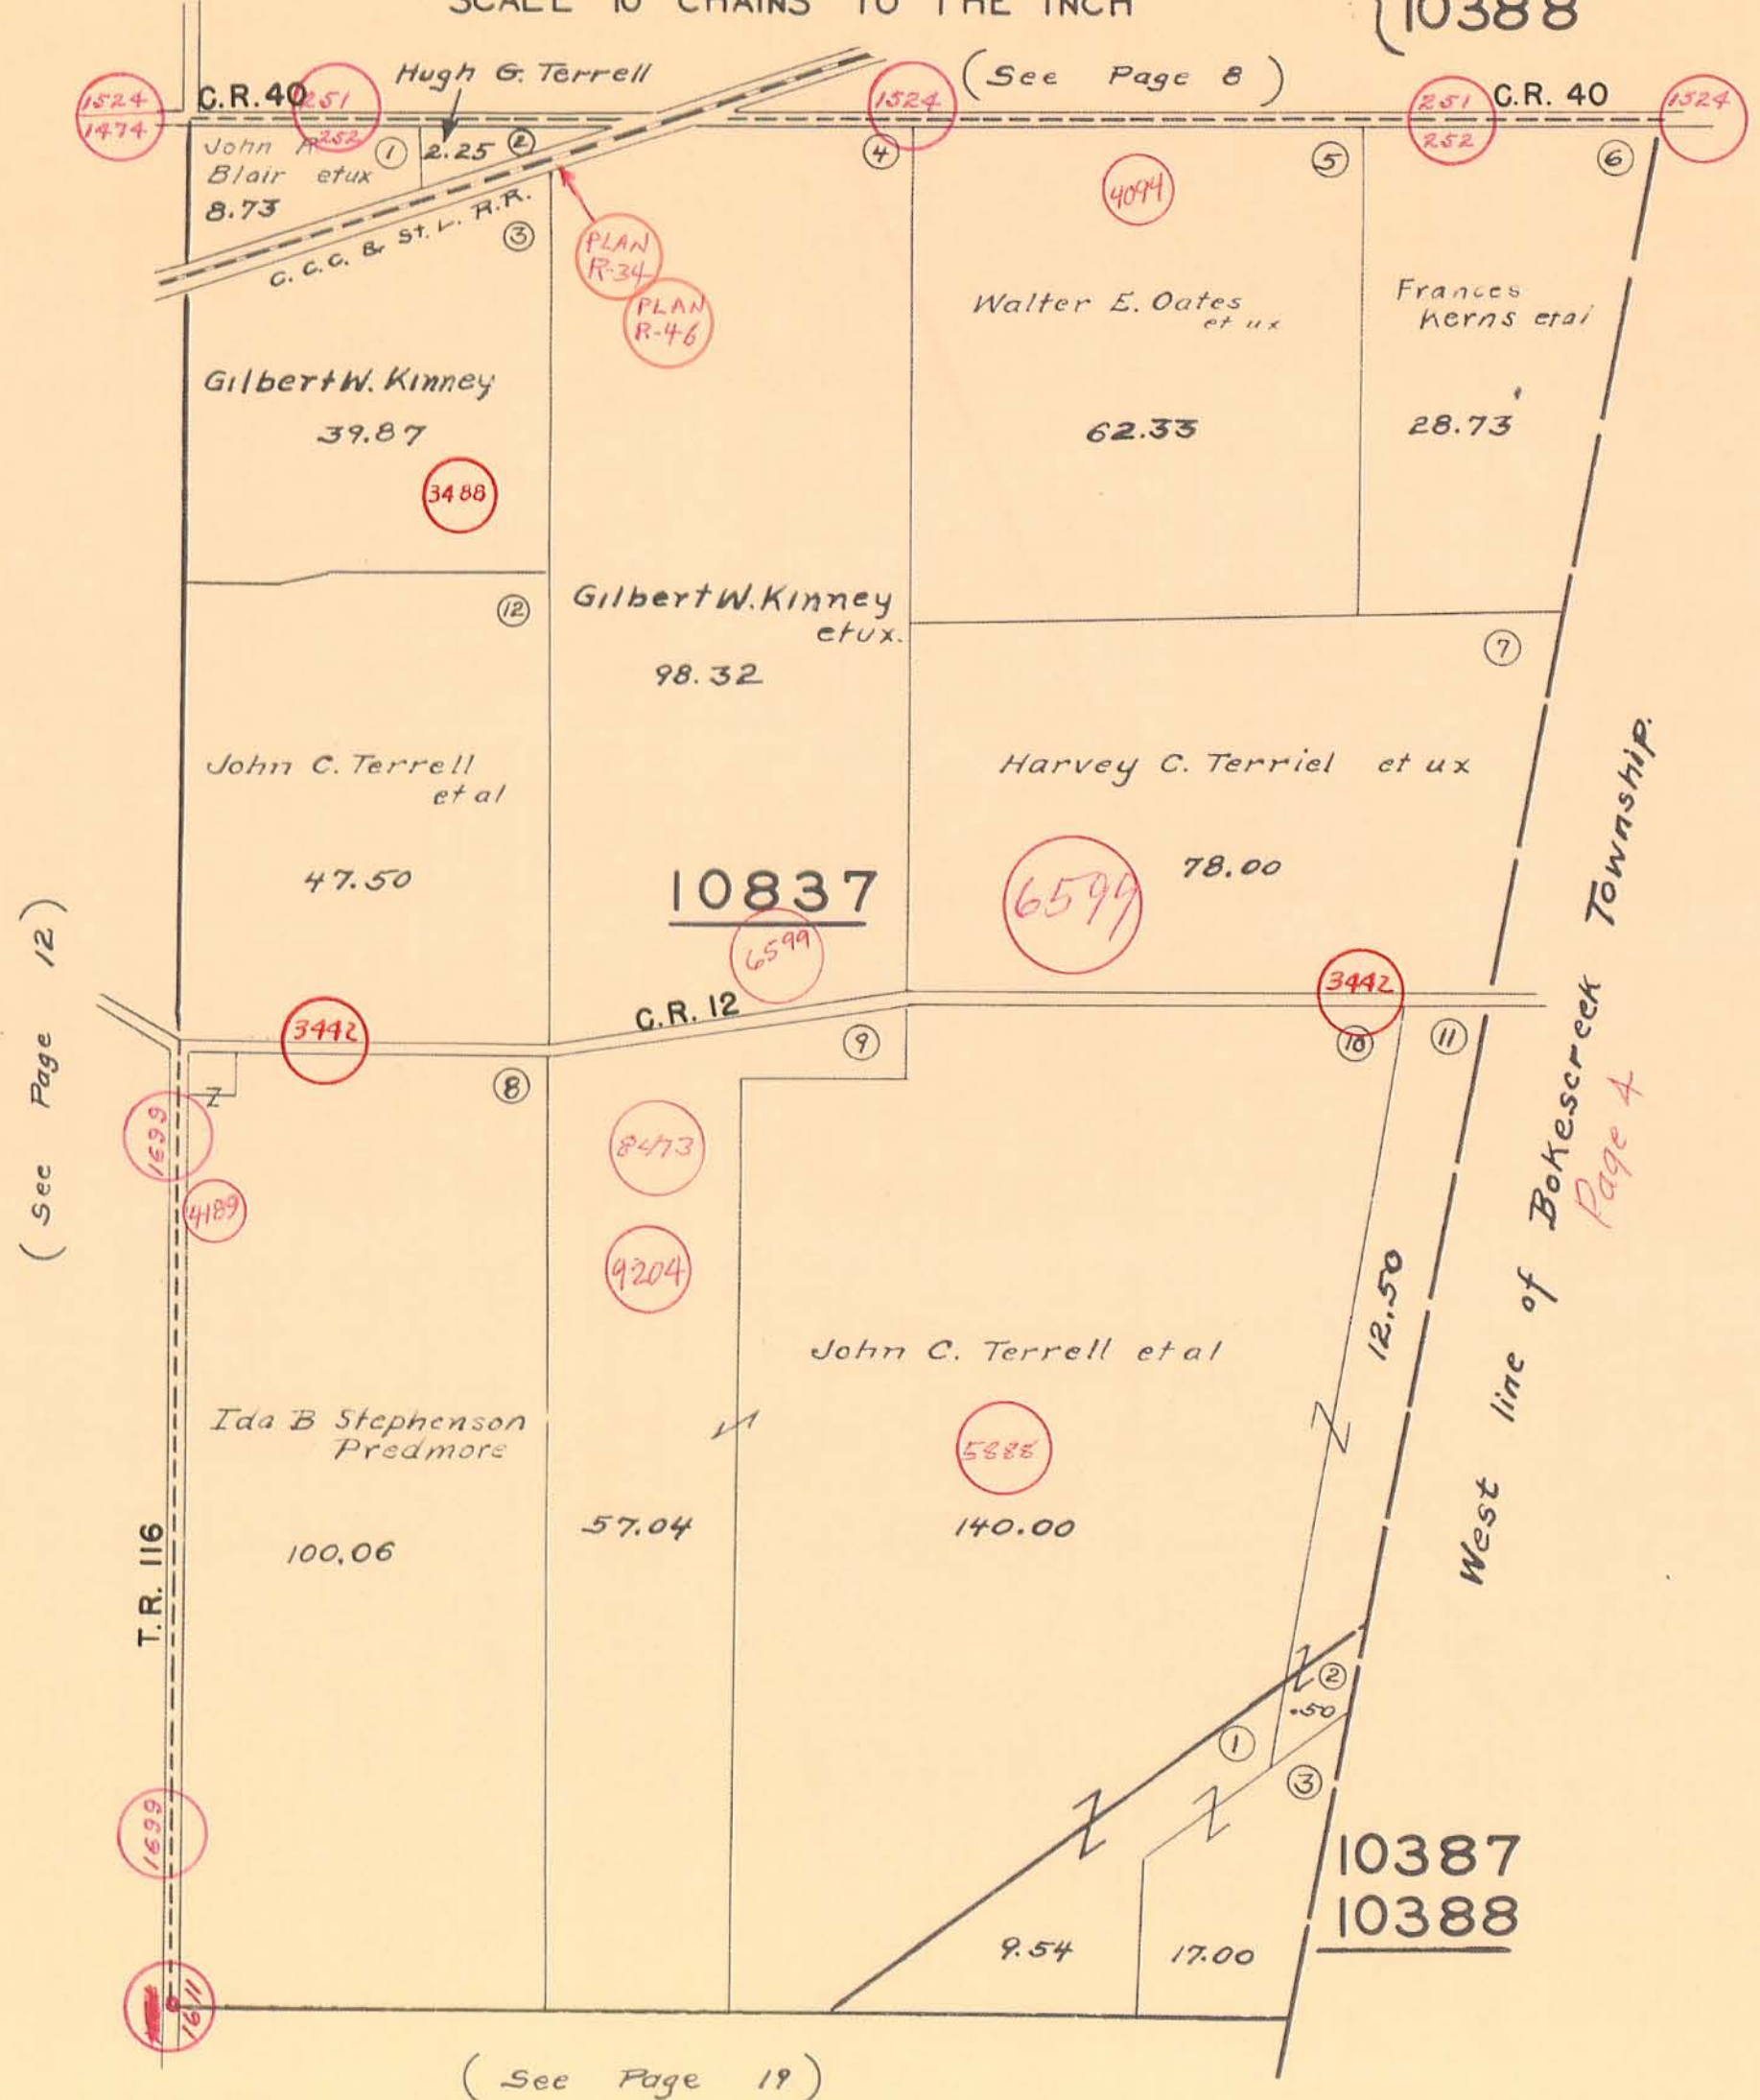 SCALE 10 CHAINS TO THE INCH
10388
Hugh G. Terrell
(See Page 8)
1524
1474
C.R. 40
251
252
1524
251
252
C.R. 40
1524
John
Blair etux
8.73
①
2.25
②
④
⑤
⑥
4094
C.C.C. & St. L. R.R.
③
PLAN
R-34
PLAN
R-46
Walter E. Oates
et ux
62.33
Frances
Kerns etal
28.73
Gilbert W. Kinney
39.87
3488
⑫
Gilbert W. Kinney
etux.
98.32
⑦
John C. Terrell
et al
47.50
Harvey C. Terriel et ux
78.00
10837
6599
6599
(See Page 12)
3442
C.R. 12
3442
⑧
⑨
⑩
⑪
West line of Bokescreek Township.
Page 4
1699
4189
8473
9204
12.50
John C. Terrell et al
5888
140.00
Ida B Stephenson
Predmore
100.06
57.04
T.R. 116
②
.50
①
③
1699
10387
10388
9.54
17.00
1611
(See Page 19)